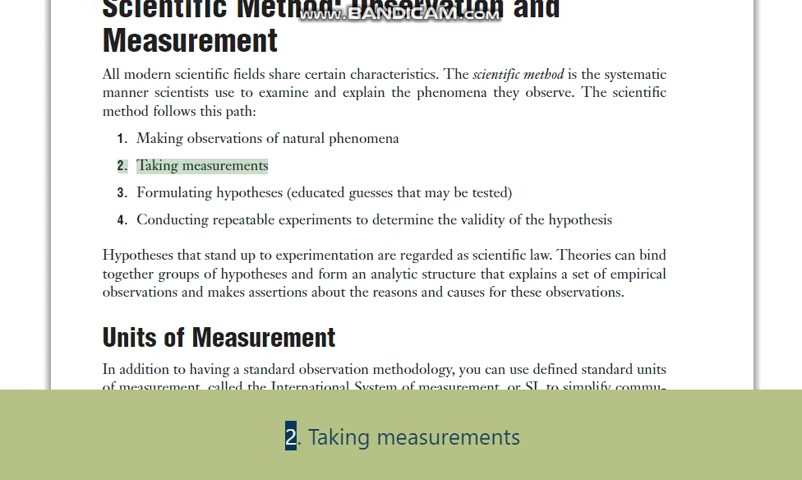 Scientific Method: Observation and
www.BANDICAM.com
Measurement
All modern scientific fields share certain characteristics. The scientific method is the systematic
manner scientists use to examine and explain the phenomena they observe. The scientific
method follows this path:
1. Making observations of natural phenomena
2. Taking measurements
3. Formulating hypotheses (educated guesses that may be tested)
4. Conducting repeatable experiments to determine the validity of the hypothesis
Hypotheses that stand up to experimentation are regarded as scientific law. Theories can bind
together groups of hypotheses and form an analytic structure that explains a set of empirical
observations and makes assertions about the reasons and causes for these observations.
Units of Measurement
In addition to having a standard observation methodology, you can use defined standard units
of measurement, called the International System of measurement, or SI, to simplify commu-
2. Taking measurements